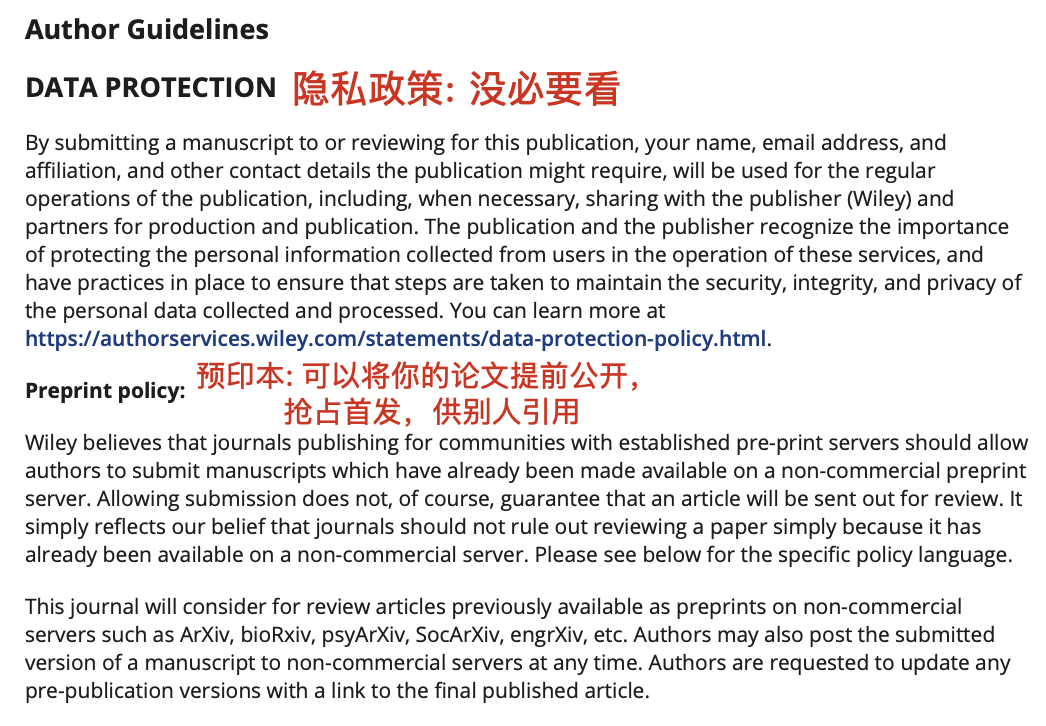 Author Guidelines
DATA PROTECTION 隐私政策: 没必要看
By submitting a manuscript to or reviewing for this publication, your name, email address, and
affiliation, and other contact details the publication might require, will be used for the regular
operations of the publication, including, when necessary, sharing with the publisher (Wiley) and
partners for production and publication. The publication and the publisher recognize the importance
of protecting the personal information collected from users in the operation of these services, and
have practices in place to ensure that steps are taken to maintain the security, integrity, and privacy of
the personal data collected and processed. You can learn more at
https://authorservices.wiley.com/statements/data-protection-policy.html.
Preprint policy: 预印本: 可以将你的论文提前公开,
抢占首发，供别人引用
Wiley believes that journals publishing for communities with established pre-print servers should allow
authors to submit manuscripts which have already been made available on a non-commercial preprint
server. Allowing submission does not, of course, guarantee that an article will be sent out for review. It
simply reflects our belief that journals should not rule out reviewing a paper simply because it has
already been available on a non-commercial server. Please see below for the specific policy language.
This journal will consider for review articles previously available as preprints on non-commercial
servers such as ArXiv, bioRxiv, psyArXiv, SocArXiv, engrXiv, etc. Authors may also post the submitted
version of a manuscript to non-commercial servers at any time. Authors are requested to update any
pre-publication versions with a link to the final published article.